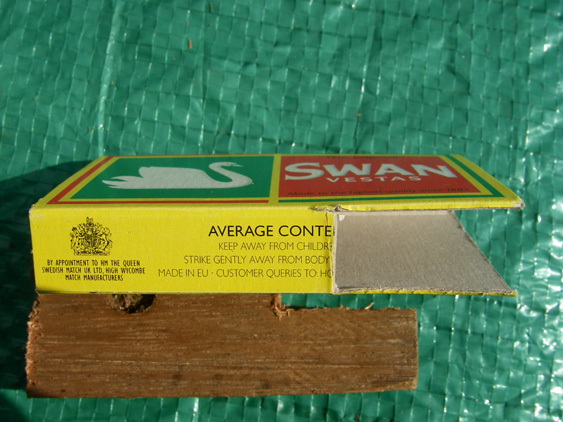 SWAN
VESTAS
AVERAGE CONTE
KEEP AWAY FROM CHILDRE
STRIKE GENTLY AWAY FROM BODY
MADE IN EU · CUSTOMER QUERIES TO HO
BY APPOINTMENT TO HM THE QUEEN
SWEDISH MATCH UK LTD, HIGH WYCOMBE
MATCH MANUFACTURERS